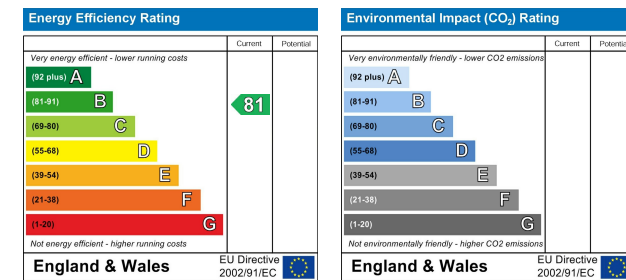 Energy Efficiency Rating
Current Potential
Very energy efficient - lower running costs
(92 plus) A
(81-91) B
81
(69-80) C
(55-68) D
(39-54) E
(21-38) F
(1-20) G
Not energy efficient - higher running costs
England & Wales
EU Directive
2002/91/EC
Environmental Impact (CO2) Rating
Current Potential
Very environmentally friendly - lower CO2 emissions
(92 plus) A
(81-91) B
(69-80) C
(55-68) D
(39-54) E
(21-38) F
(1-20) G
Not environmentally friendly - higher CO2 emissions
England & Wales
EU Directive
2002/91/EC